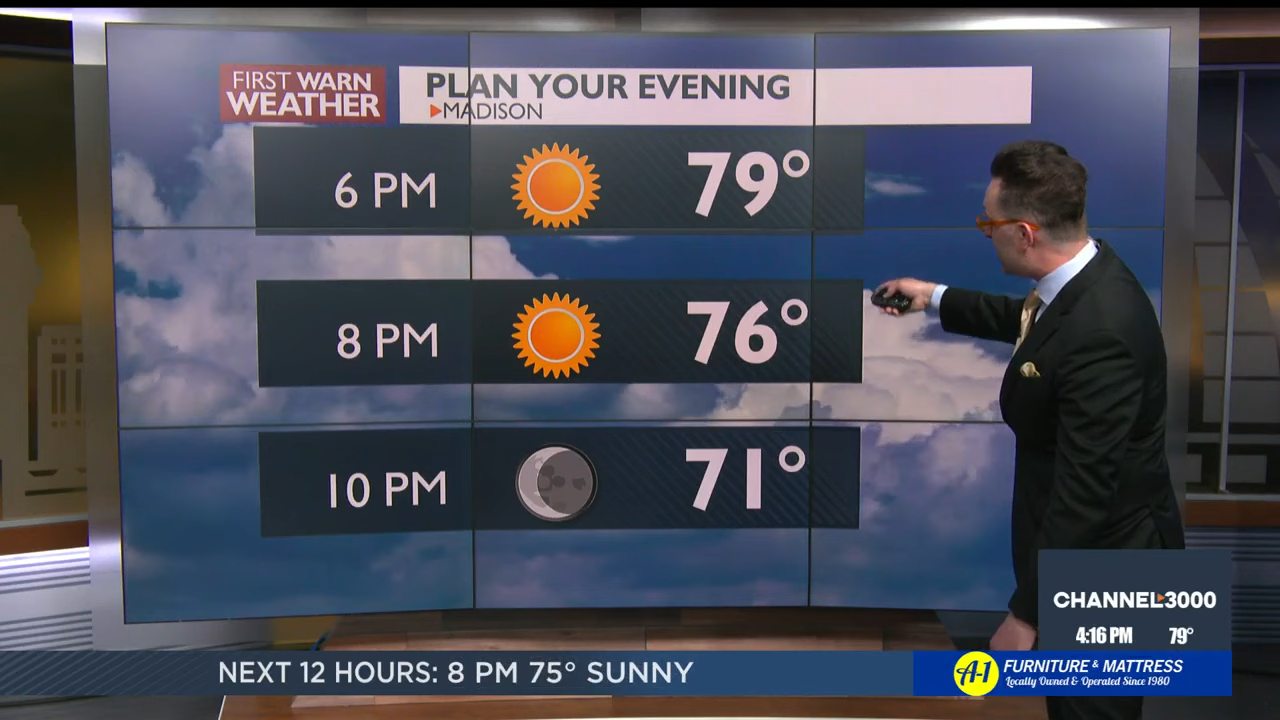 FIRST WARN
WEATHER
PLAN YOUR EVENING
MADISON
6 PM 79°
8 PM 76°
10 PM 71°
CHANNEL3000
4:16 PM 79°
NEXT 12 HOURS: 8 PM 75° SUNNY
A-1 FURNITURE & MATTRESS
Locally Owned & Operated Since 1980